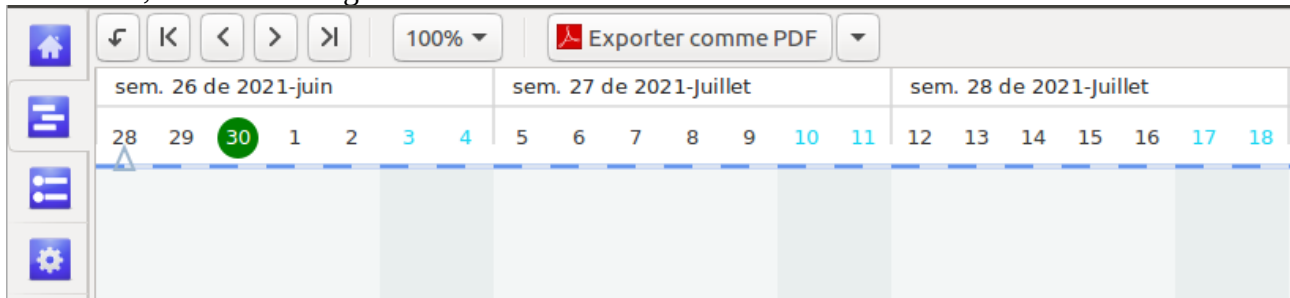 100% Exporter comme PDF
sem. 26 de 2021-juin sem. 27 de 2021-Juillet sem. 28 de 2021-Juillet
28 29 30 1 2 3 4 5 6 7 8 9 10 11 12 13 14 15 16 17 18